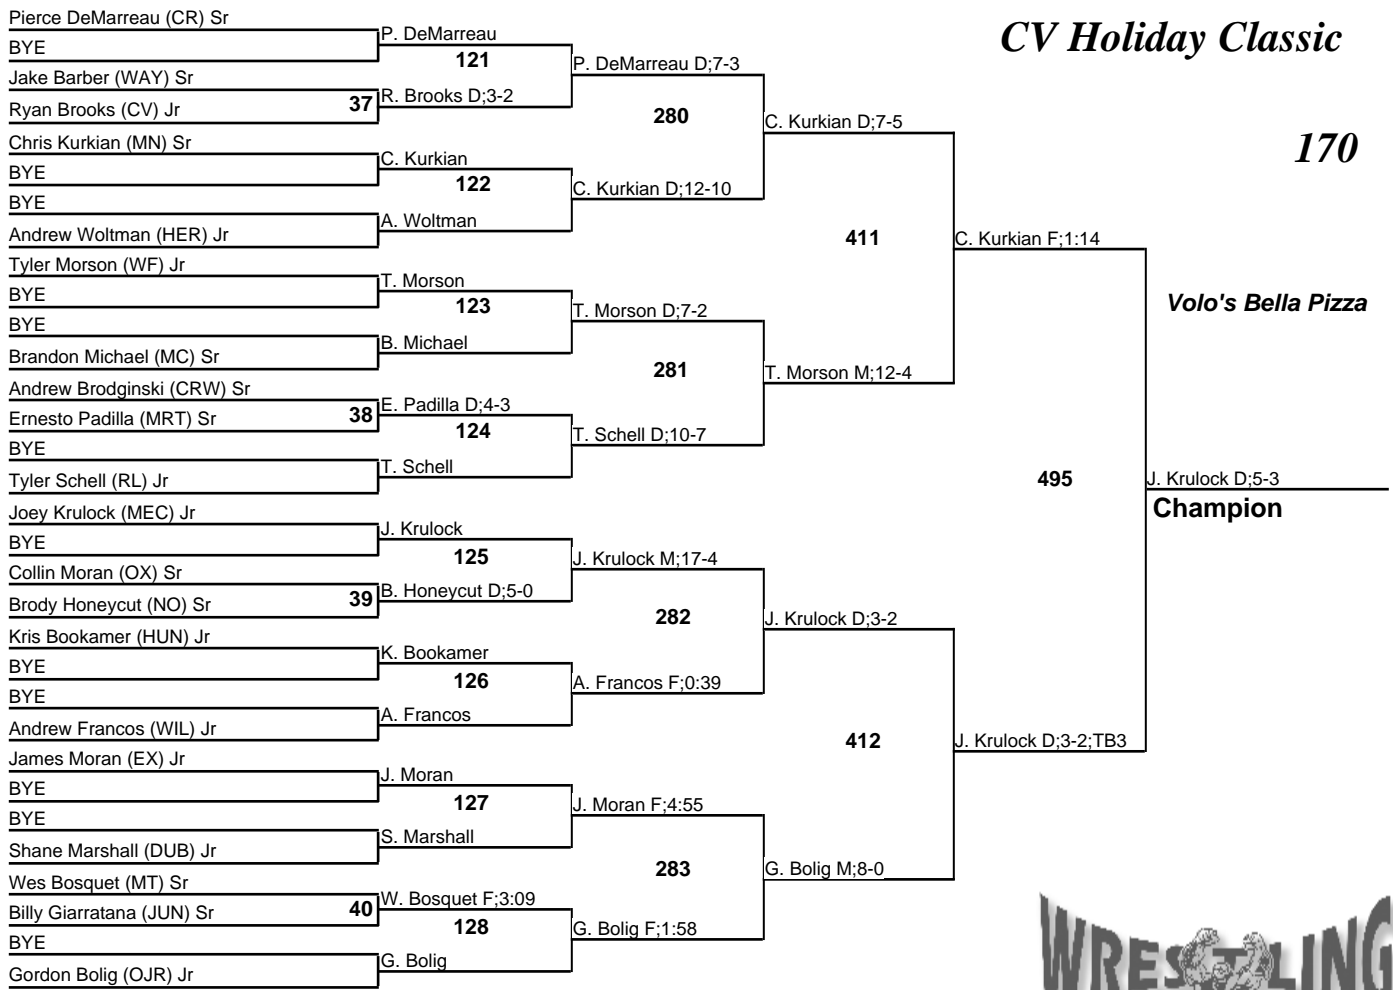 CV Holiday Classic
170
Volo's Bella Pizza
Pierce DeMarreau (CR) Sr
BYE
Jake Barber (WAY) Sr
Ryan Brooks (CV) Jr
Chris Kurkian (MN) Sr
BYE
BYE
Andrew Woltman (HER) Jr
Tyler Morson (WF) Jr
BYE
BYE
Brandon Michael (MC) Sr
Andrew Brodginski (CRW) Sr
Ernesto Padilla (MRT) Sr
BYE
Tyler Schell (RL) Jr
Joey Krulock (MEC) Jr
BYE
Collin Moran (OX) Sr
Brody Honeycut (NO) Sr
Kris Bookamer (HUN) Jr
BYE
BYE
Andrew Francos (WIL) Jr
James Moran (EX) Jr
BYE
BYE
Shane Marshall (DUB) Jr
Wes Bosquet (MT) Sr
Billy Giarratana (JUN) Sr
BYE
Gordon Bolig (OJR) Jr
37
38
39
40
P. DeMarreau
121
R. Brooks D;3-2
C. Kurkian
122
A. Woltman
T. Morson
123
B. Michael
E. Padilla D;4-3
124
T. Schell
J. Krulock
125
B. Honeycut D;5-0
K. Bookamer
126
A. Francos
J. Moran
127
S. Marshall
W. Bosquet F;3:09
128
G. Bolig
P. DeMarreau D;7-3
280
C. Kurkian D;12-10
T. Morson D;7-2
281
T. Schell D;10-7
J. Krulock M;17-4
282
A. Francos F;0:39
J. Moran F;4:55
283
G. Bolig F;1:58
C. Kurkian D;7-5
411
T. Morson M;12-4
J. Krulock D;3-2
412
G. Bolig M;8-0
C. Kurkian F;1:14
495
J. Krulock D;3-2;TB3
J. Krulock D;5-3
Champion
WRESTLING